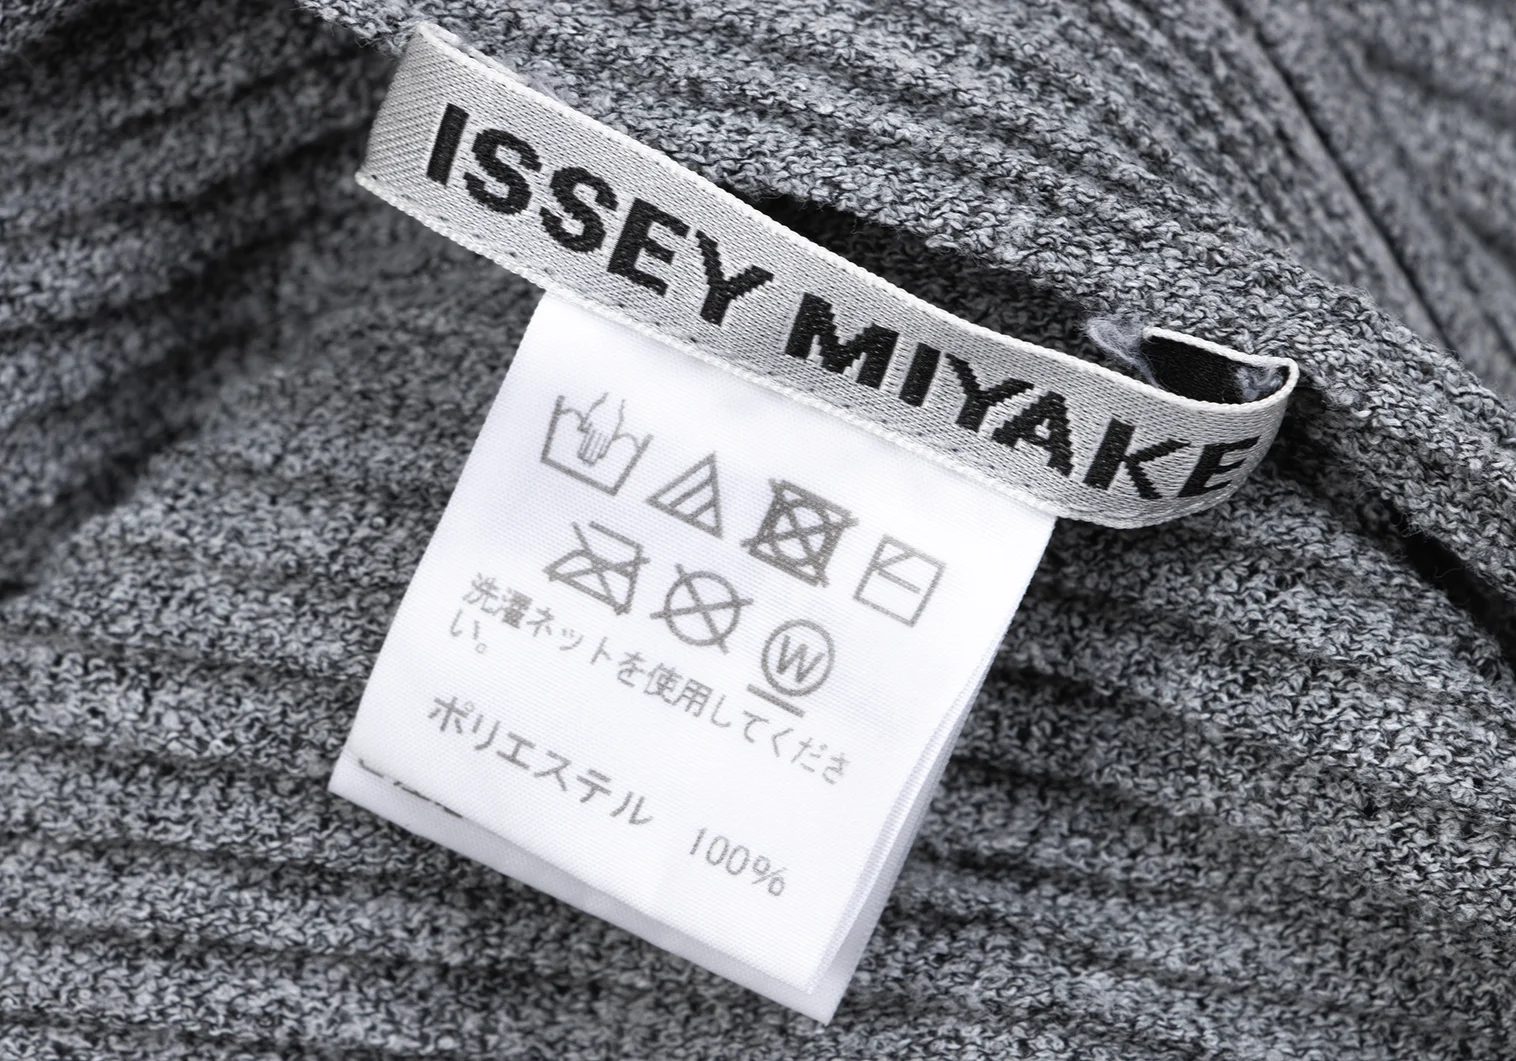 ISSEY MIYAKE
W
洗濯ネットを使用してくださ
い。
ポリエステル 100%